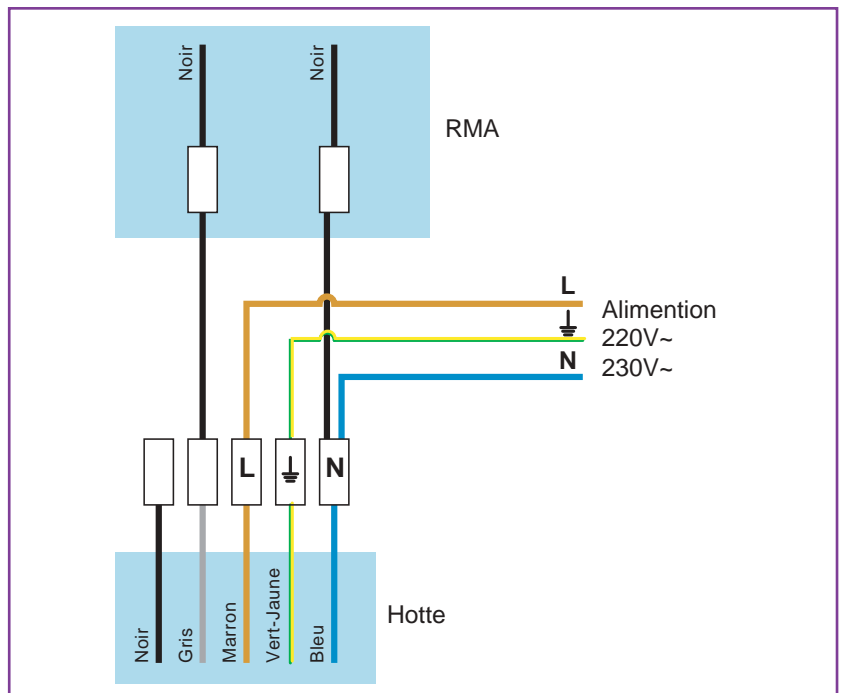 Noir
Noir
RMA
L
Alimention
220V~
N
230V~
L
N
Noir
Gris
Marron
Vert-Jaune
Bleu
Hotte